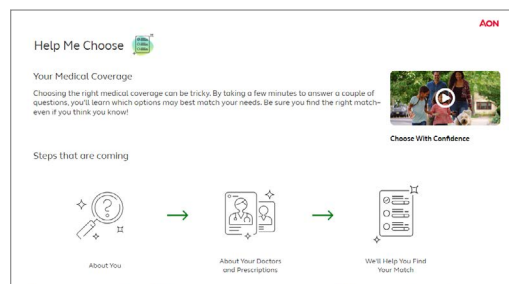 AON
Help Me Choose
Your Medical Coverage
Choosing the right medical coverage can be tricky. By taking a few minutes to answer a couple of
questions, you'll learn which options may best match your needs. Be sure you find the right match-
even if you think you know!
Choose With Confidence
Steps that are coming
About You
About Your Doctors
and Prescriptions
We'll Help You Find
Your Match